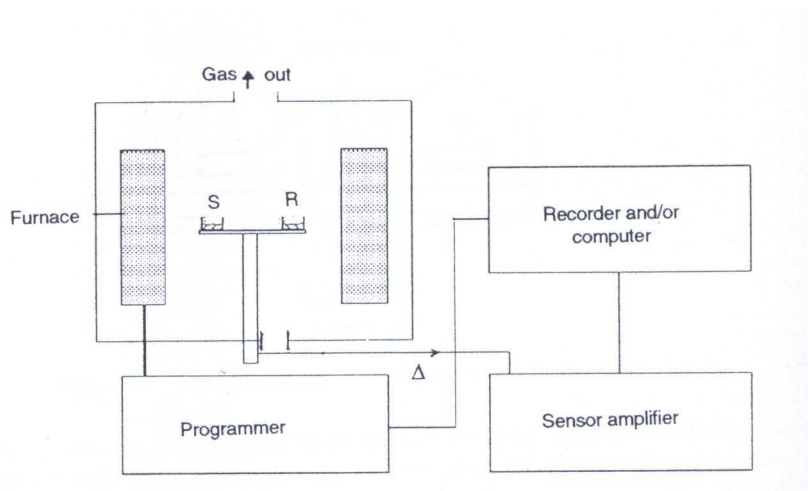 Gas ↑ out
S R
Furnace
Recorder and/or
computer
Δ
Programmer
Sensor amplifier